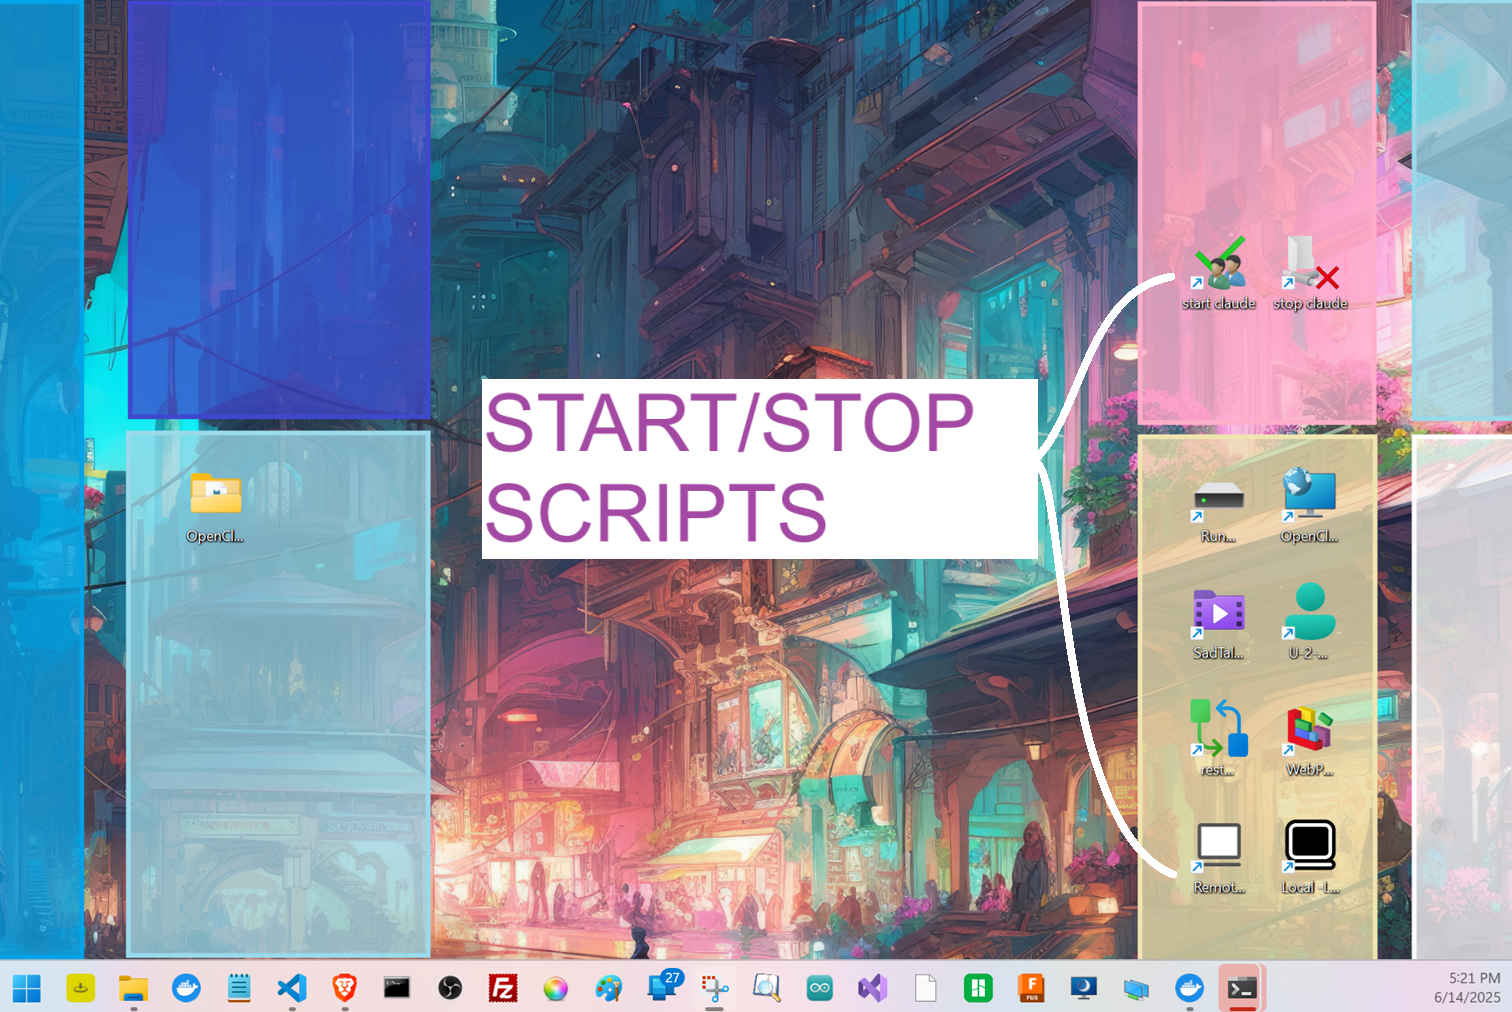 start claude
stop claude
START/STOP
SCRIPTS
OpenCl...
Run...
OpenCl...
SadTal...
U-2-...
rest...
WebP...
Remot...
Local -L...
27
5:21 PM
6/14/2025